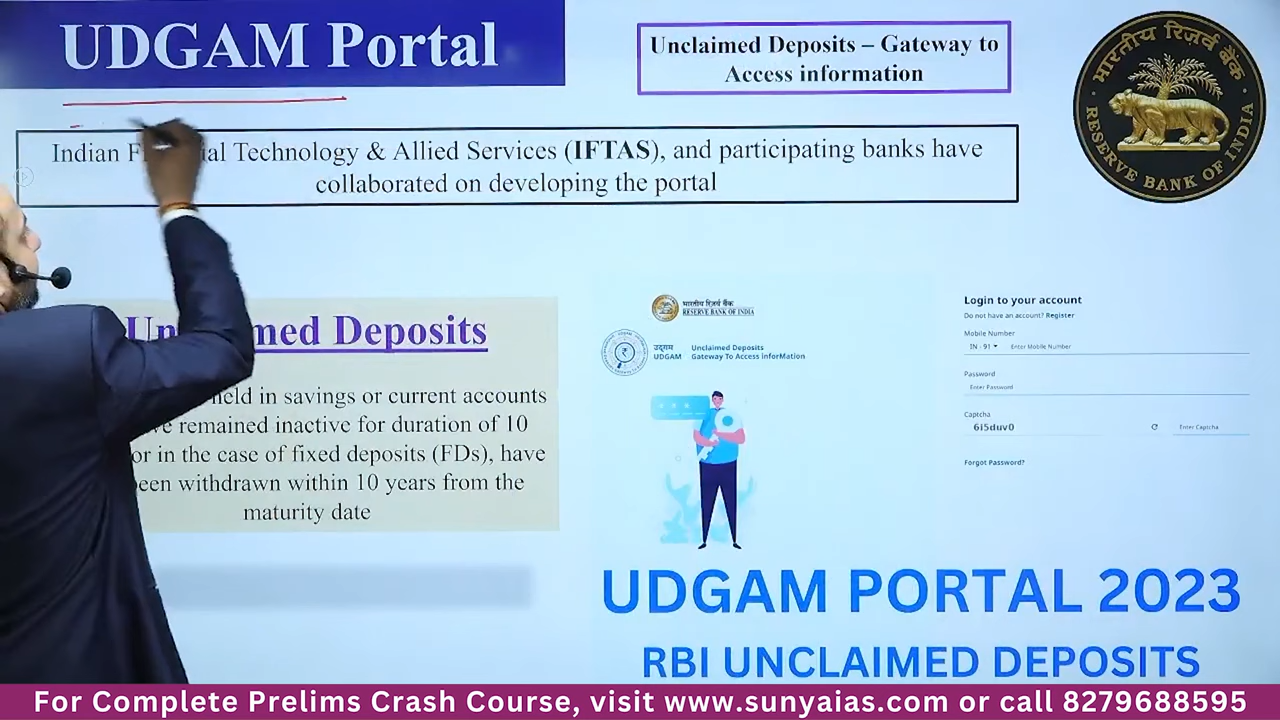 UDGAM Portal
Unclaimed Deposits – Gateway to
Access information
भारतीय रिज़र्व बैंक
RESERVE BANK OF INDIA
Indian Technology & Allied Services (IFTAS), and participating banks have
collaborated on developing the portal
Deposits
held in savings or current accounts
remained inactive for duration of 10
or in the case of fixed deposits (FDs), have
been withdrawn within 10 years from the
maturity date
भारतीय रिज़र्व बैंक
RESERVE BANK OF INDIA
उद्गम
UDGAM
Unclaimed Deposits
Gateway To Access inforMation
Login to your account
Do not have an account? Register
Mobile Number
IN - 91 Enter Mobile Number
Password
Enter Password
Captcha
6i5duv0 Enter Captcha
Forgot Password?
UDGAM PORTAL 2023
RBI UNCLAIMED DEPOSITS
For Complete Prelims Crash Course, visit www.sunyaias.com or call 8279688595